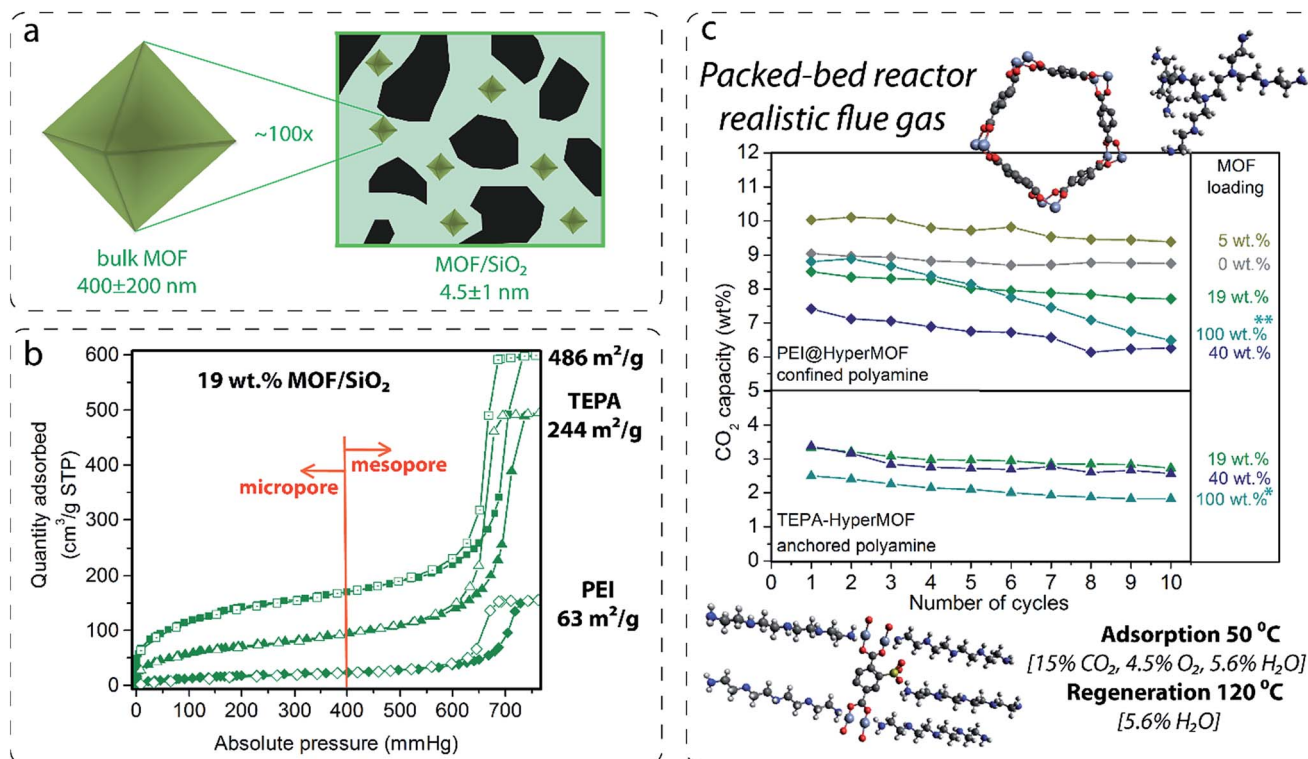 a
~100x
bulk MOF
400±200 nm
MOF/SiO₂
4.5±1 nm
b
19 wt.% MOF/SiO₂
486 m²/g
TEPA
244 m²/g
mesopore
micropore
PEI
63 m²/g
Quantity adsorbed
(cm³/g STP)
600
500
400
300
200
100
0
0 100 200 300 400 500 600 700
Absolute pressure (mmHg)
c
Packed-bed reactor
realistic flue gas
MOF
loading
5 wt.%
0 wt.%
19 wt.%
**
100 wt.%
40 wt.%
PEI@HyperMOF
confined polyamine
19 wt.%
40 wt.%
100 wt.%*
TEPA-HyperMOF
anchored polyamine
CO₂ capacity (wt%)
12
11
10
9
8
7
6
5
4
3
2
1
0
0 1 2 3 4 5 6 7 8 9 10
Number of cycles
Adsorption 50 ⁰C
[15% CO₂, 4.5% O₂, 5.6% H₂O]
Regeneration 120 ⁰C
[5.6% H₂O]